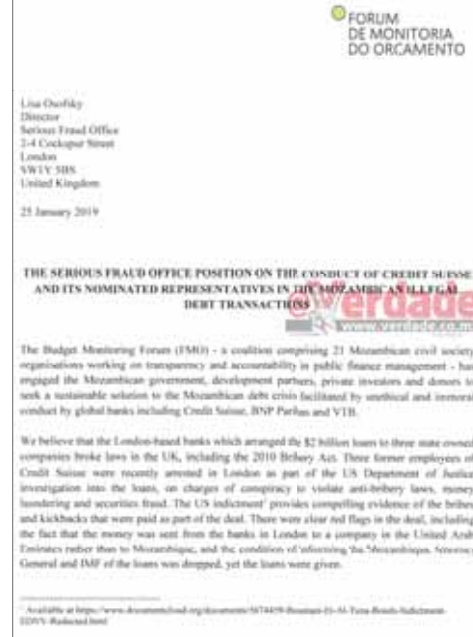 FORUM
DE MONITORIA
DO ORCAMENTO
Lisa Osofsky
Director
Serious Fraud Office
2-4 Cockspur Street
London
SW1Y 5BS
United Kingdom
25 January 2019
THE SERIOUS FRAUD OFFICE POSITION ON THE CONDUCT OF CREDIT SUISSE
AND ITS NOMINATED REPRESENTATIVES IN THE MOZAMBICAN ILLEGAL
DEBT TRANSACTIONS
@Verdade
www.verdade.co.m
The Budget Monitoring Forum (FMO) - a coalition comprising 21 Mozambican civil society
organisations working on transparency and accountability in public finance management - has
engaged the Mozambican government, development partners, private investors and donors to
seek a sustainable solution to the Mozambican debt crisis facilitated by unethical and immoral
conduct by global banks including Credit Suisse, BNP Paribas and VTB.
We believe that the London-based banks which arranged the $2 billion loans to three state owned
companies broke laws in the UK, including the 2010 Bribery Act. Three former employees of
Credit Suisse were recently arrested in London as part of the US Department of Justice
investigation into the loans, on charges of conspiracy to violate anti-bribery laws, money
laundering and securities fraud. The US indictment¹ provides compelling evidence of the bribes
and kickbacks that were paid as part of the deal. There were clear red flags in the deal, including
the fact that the money was sent from the banks in London to a company in the United Arab
Emirates rather than to Mozambique, and the condition of informing the Mozambique Attorney
General and IMF of the loans was dropped, yet the loans were given.
¹ Available at https://www.documentcloud.org/documents/
EDNY-Redacted.html